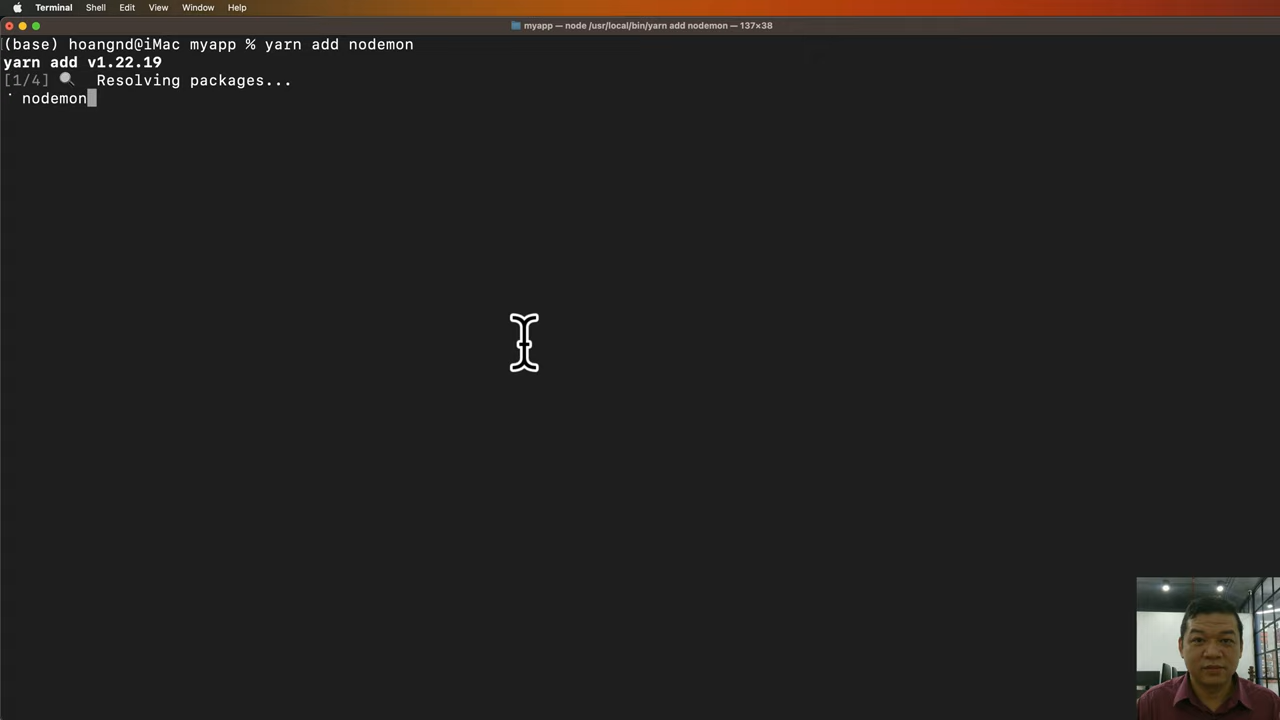 Terminal Shell Edit View Window Help
myapp — node /usr/local/bin/yarn add nodemon — 137×38
(base) hoangnd@iMac myapp % yarn add nodemon
yarn add v1.22.19
[1/4] 🔍 Resolving packages...
⠁ nodemon